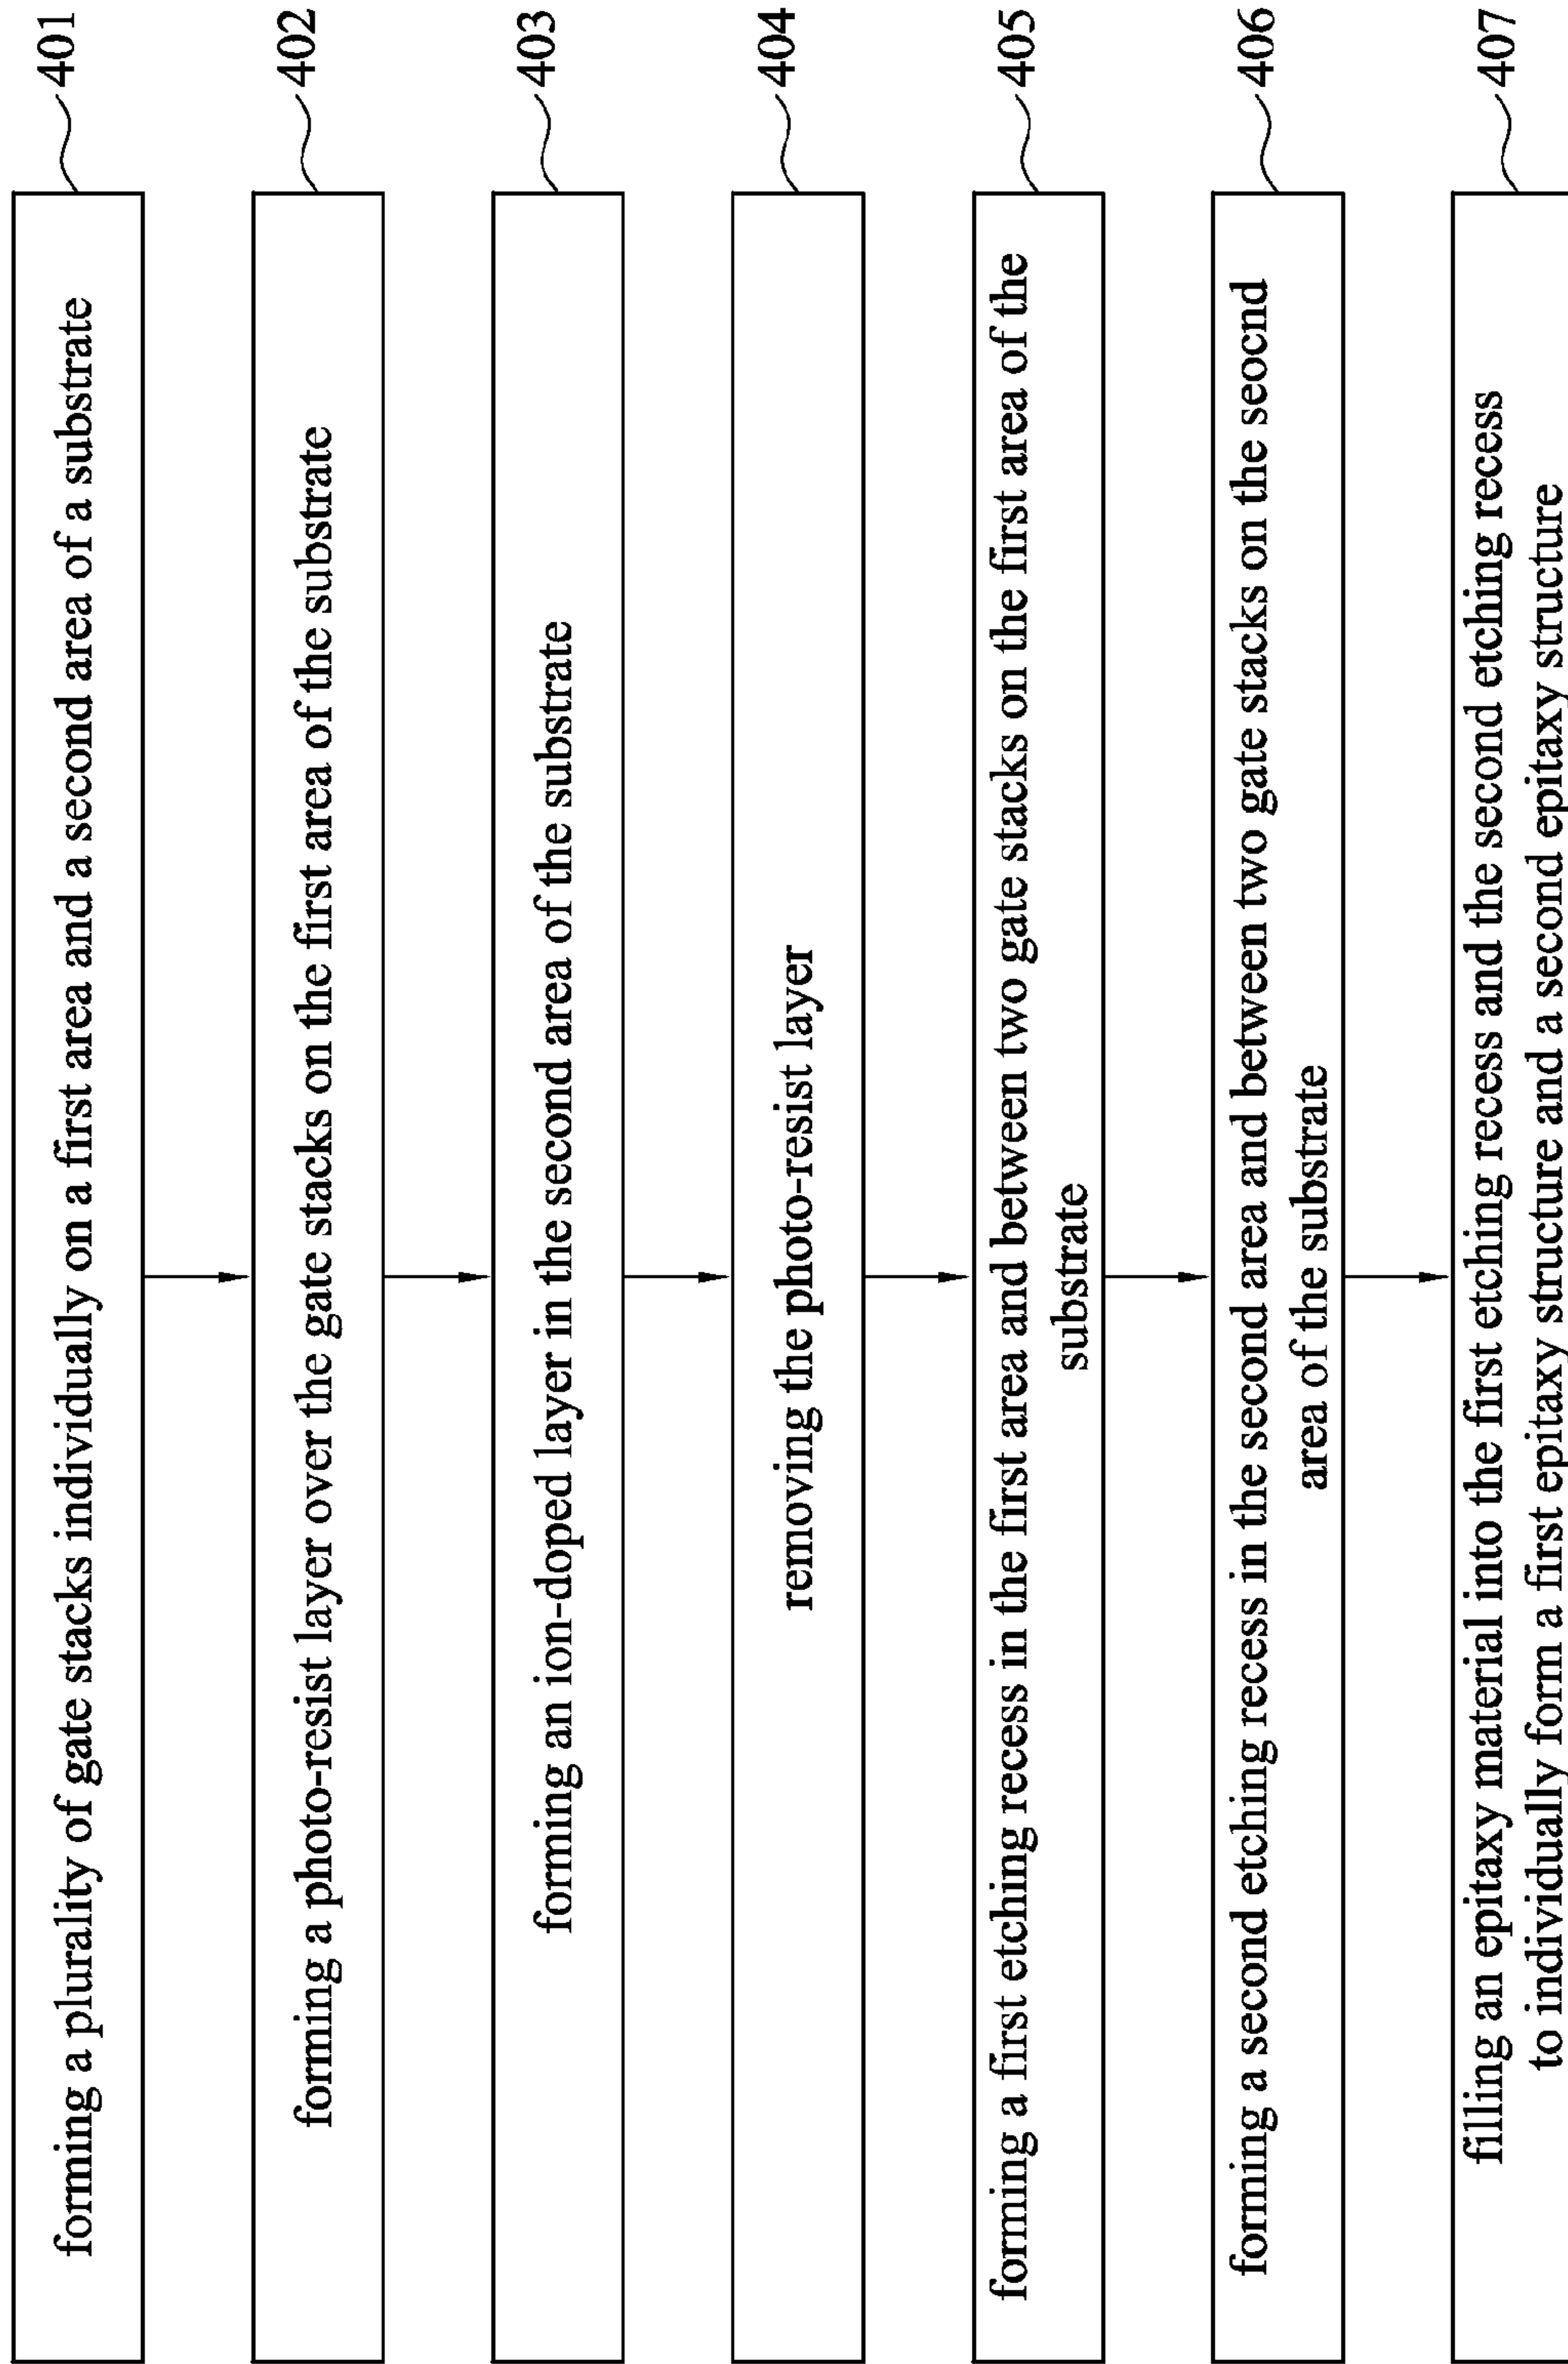 forming a plurality of gate stacks individually on a first area and a second area of a substrate
401
forming a photo-resist layer over the gate stacks on the first area of the substrate
402
forming an ion-doped layer in the second area of the substrate
403
removing the photo-resist layer
404
forming a first etching recess in the first area and between two gate stacks on the first area of the
substrate
405
forming a second etching recess in the second area and between two gate stacks on the seocnd
area of the substrate
406
filling an epitaxy material into the first etching recess and the second etching recess
to individually form a first epitaxy structure and a second epitaxy structure
407